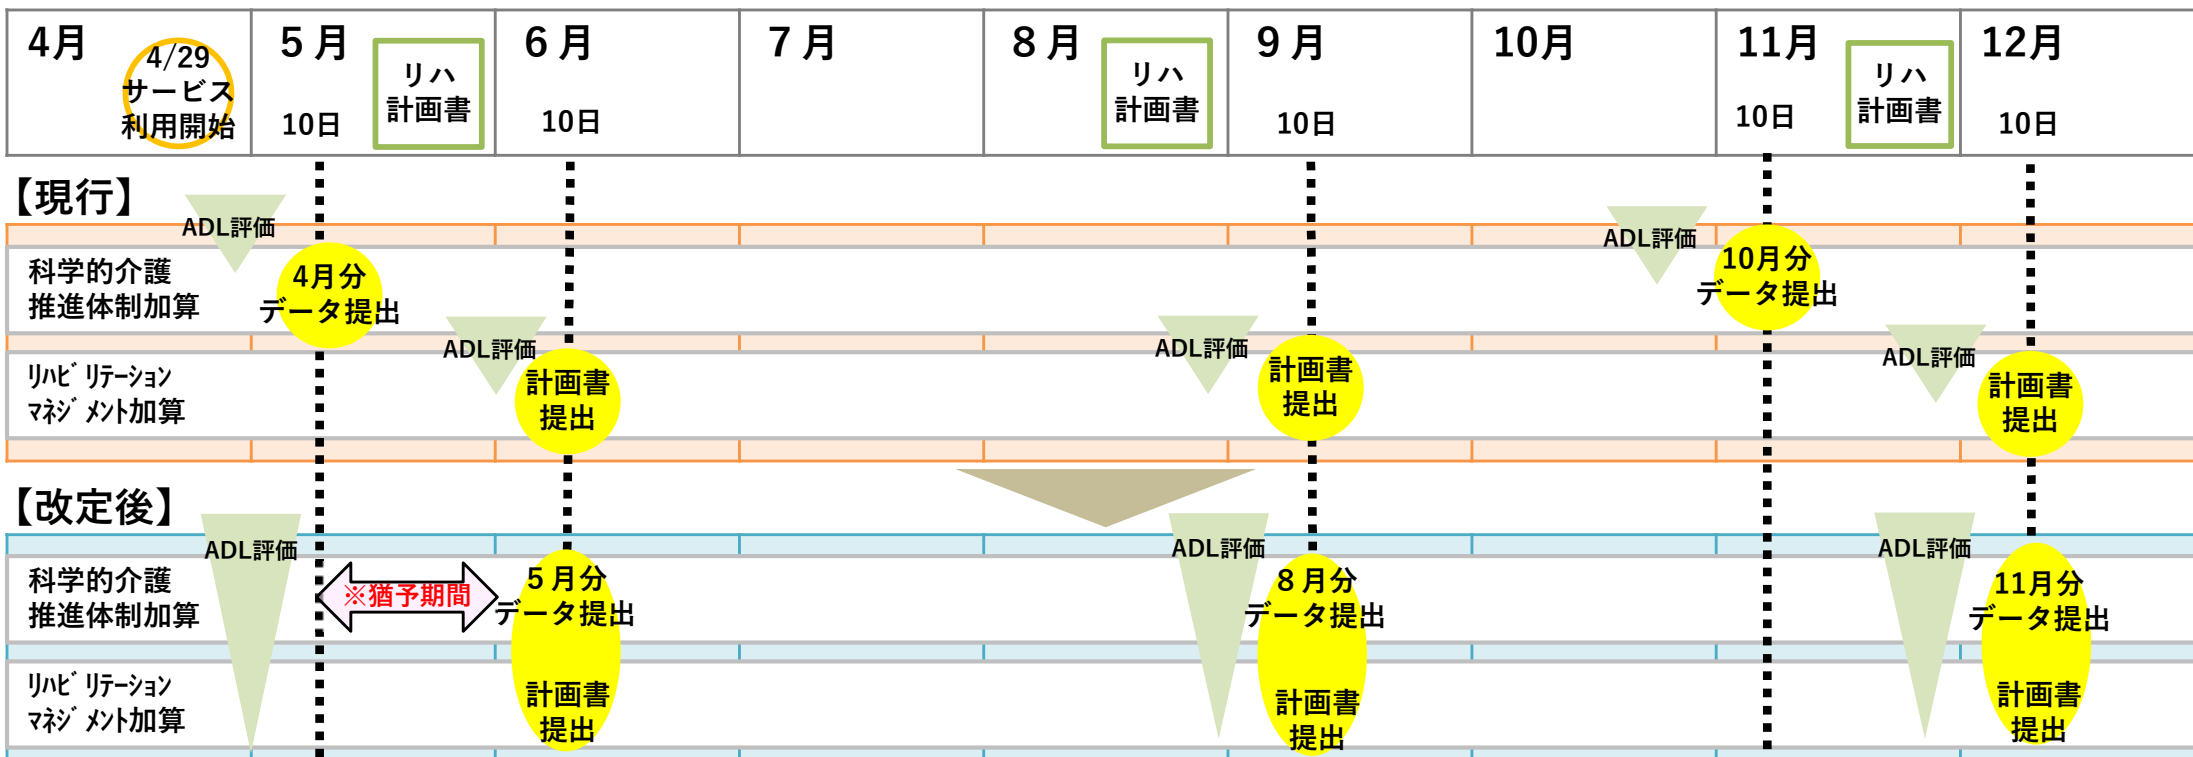 4月
4/29
サービス
利用開始
5月
10日
リハ
計画書
6月
10日
7月
8月
リハ
計画書
9月
10日
10月
11月
10日
リハ
計画書
12月
10日
【現行】
ADL評価
ADL評価
科学的介護
推進体制加算
4月分
データ提出
10月分
データ提出
ADL評価
ADL評価
ADL評価
リハビリテーション
マネジメント加算
計画書
提出
計画書
提出
計画書
提出
【改定後】
ADL評価
ADL評価
ADL評価
科学的介護
推進体制加算
※猶予期間
5月分
データ提出
8月分
データ提出
11月分
データ提出
リハビリテーション
マネジメント加算
計画書
提出
計画書
提出
計画書
提出